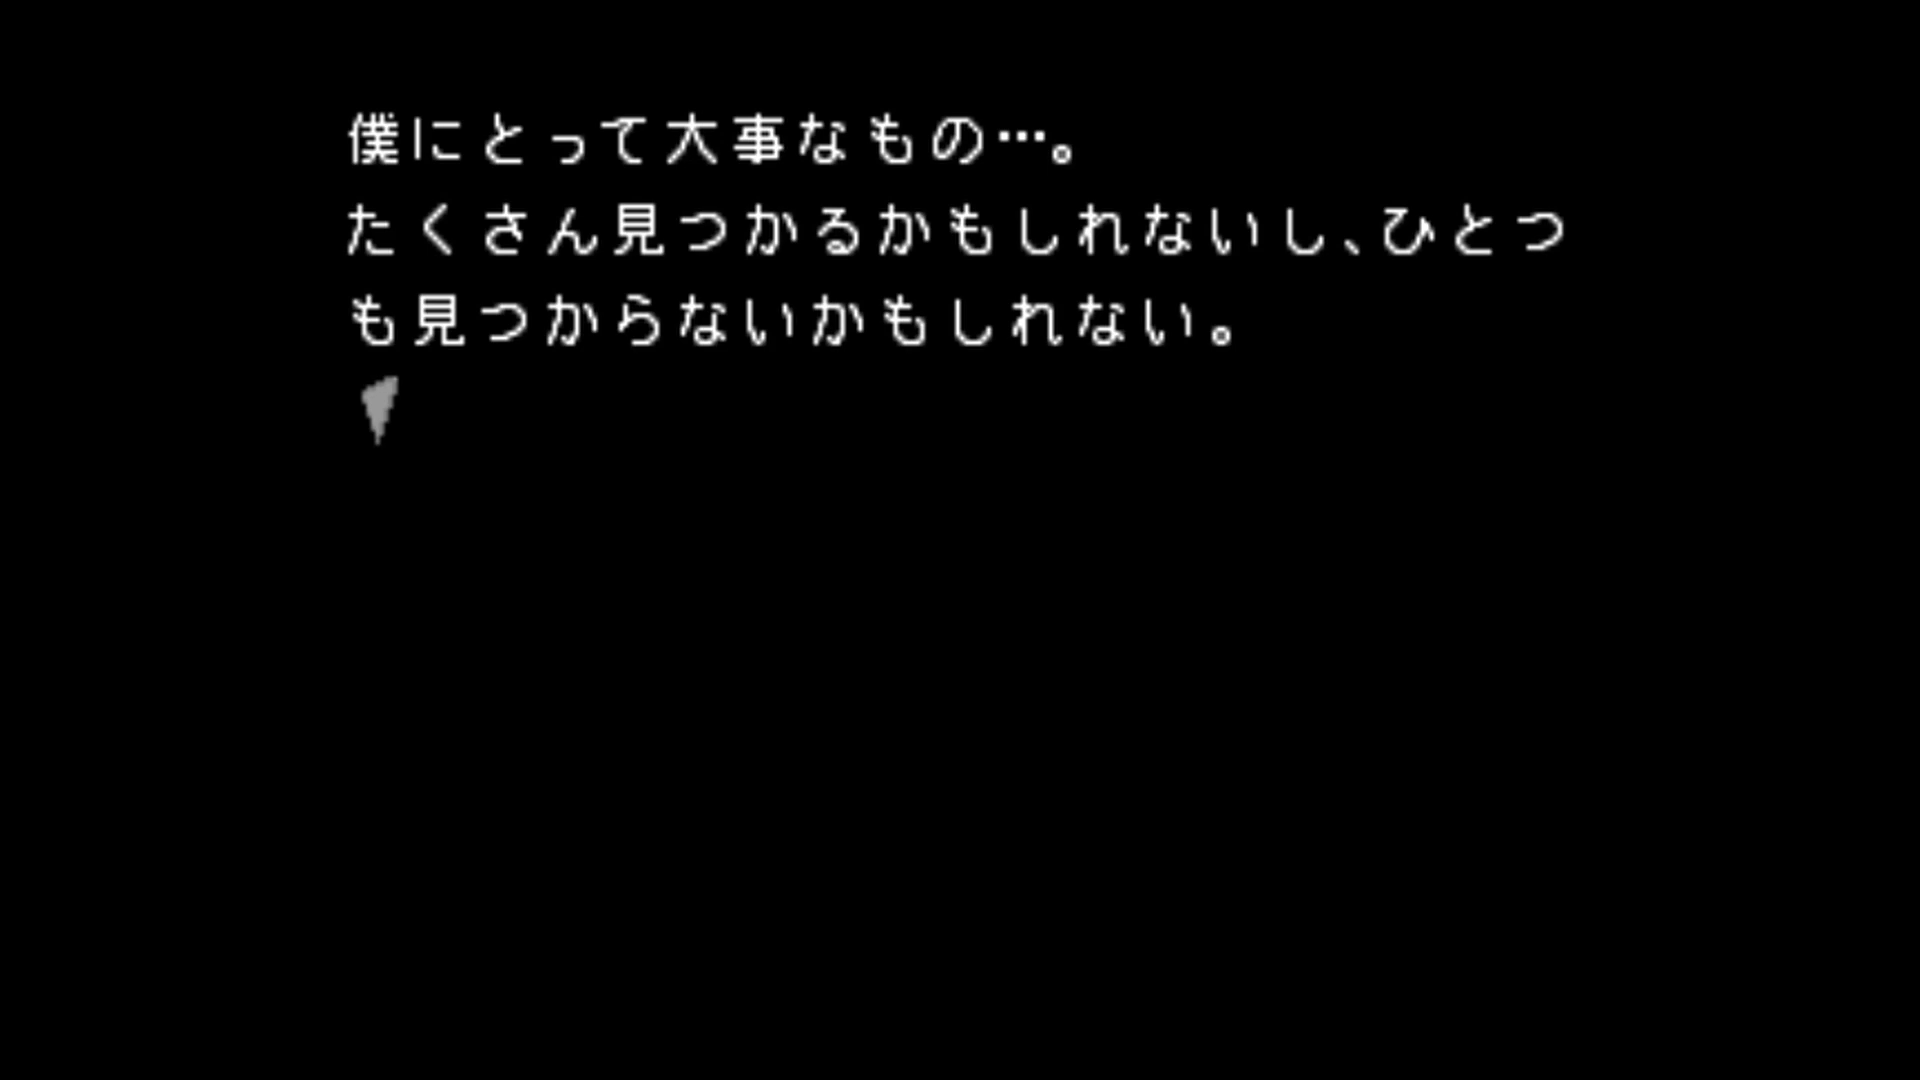 僕にとって大事なもの…。
たくさん見つかるかもしれないし、ひとつ
も見つからないかもしれない。